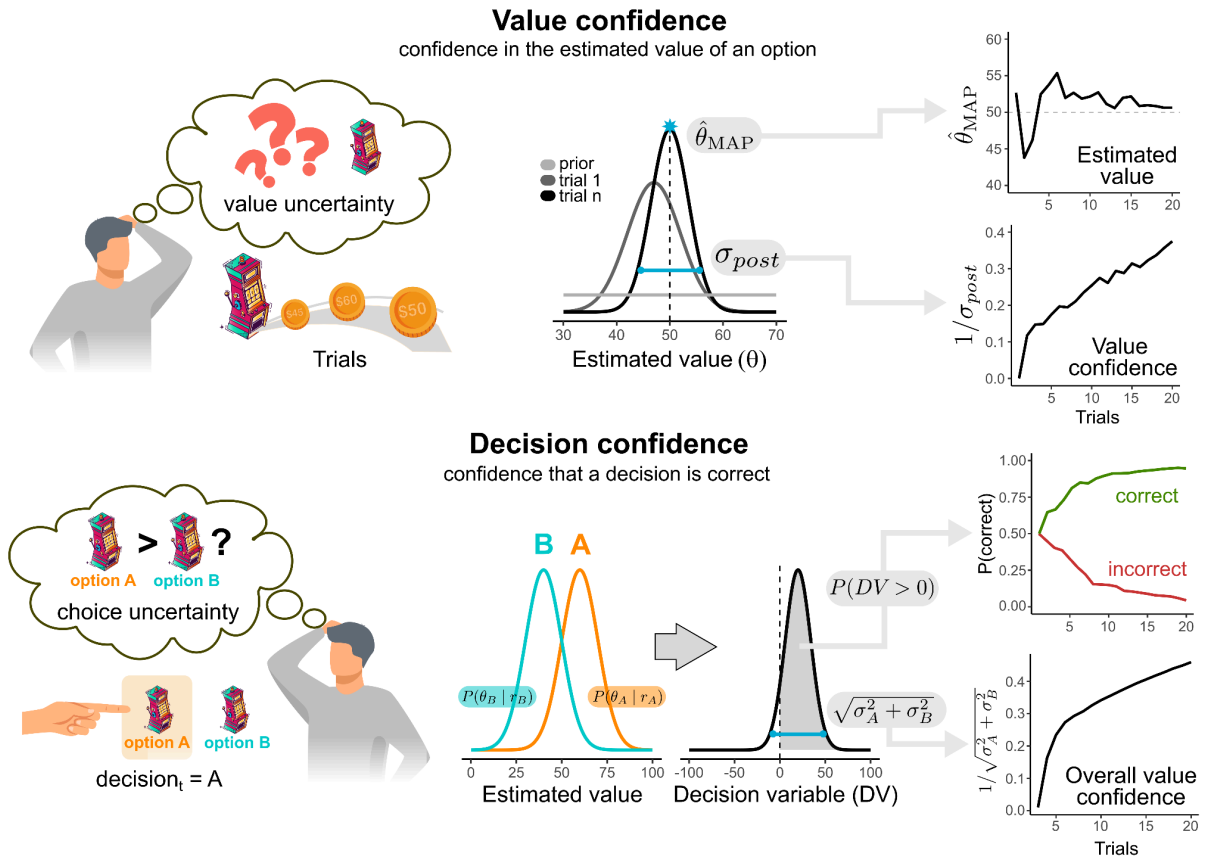 Value confidence
confidence in the estimated value of an option
? ? ?
value uncertainty
$45
$60
$50
Trials
prior
trial 1
trial n
θ̂MAP
σpost
30 40 50 60 70
Estimated value (θ)
60
55
50
45
40
θ̂MAP
Estimated
value
5 10 15 20
0.4
0.3
0.2
0.1
0.0
1/σpost
Value
confidence
5 10 15 20
Trials
Decision confidence
confidence that a decision is correct
> ?
option A option B
choice uncertainty
option A option B
decisiont = A
B A
P(θB | rB)
P(θA | rA)
0 25 50 75 100
Estimated value
P(DV > 0)
√σ²A + σ²B
-100 -50 0 50 100
Decision variable (DV)
1.00
0.75
0.50
0.25
0.00
P(correct)
correct
incorrect
5 10 15 20
0.4
0.3
0.2
0.1
0.0
1/√σ²A + σ²B
Overall value
confidence
5 10 15 20
Trials